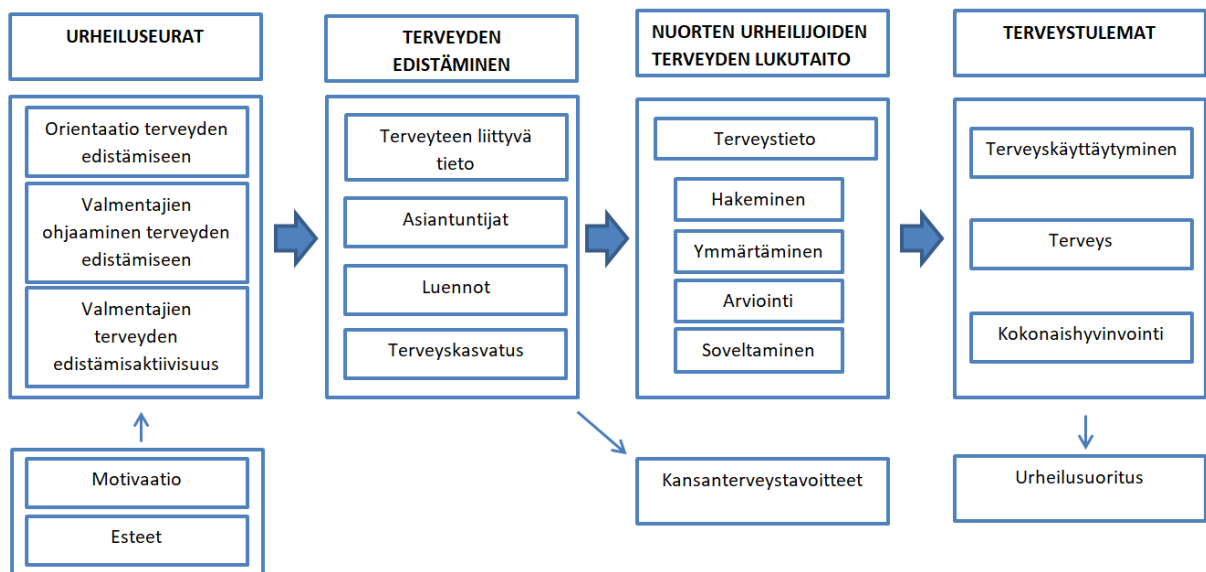 URHEILUSEURAT
Orientaatio terveyden
edistämiseen
Valmentajien
ohjaaminen terveyden
edistämiseen
Valmentajien
terveyden
edistämisaktiivisuus
Motivaatio
Esteet
TERVEYDEN
EDISTÄMINEN
Terveyteen liittyvä
tieto
Asiantuntijat
Luennot
Terveyskasvatus
NUORTEN URHEILIJOIDEN
TERVEYDEN LUKUTAITO
Terveystieto
Hakeminen
Ymmärtäminen
Arviointi
Soveltaminen
Kansanterveystavoitteet
TERVEYSTULEMAT
Terveyskäyttäytyminen
Terveys
Kokonaishyvinvointi
Urheilusuoritus